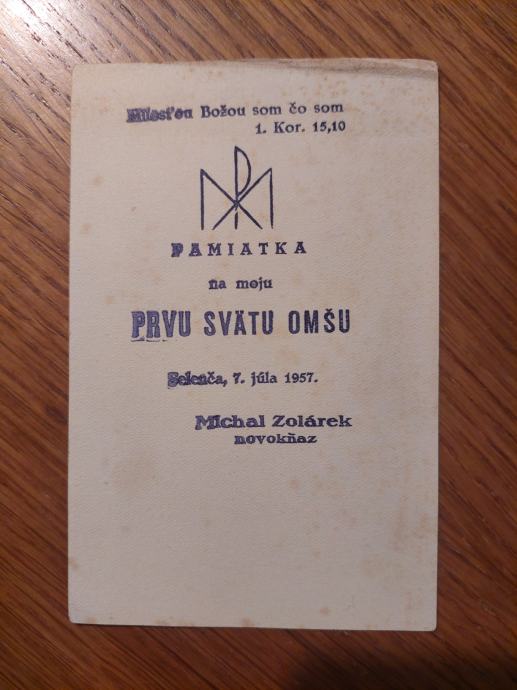 Milosťou Božou som čo som
1. Kor. 15,10
PAMIATKA
na moju
PRVU SVÄTU OMŠU
Selenča, 7. júla 1957.
Michal Zolárek
novokňaz